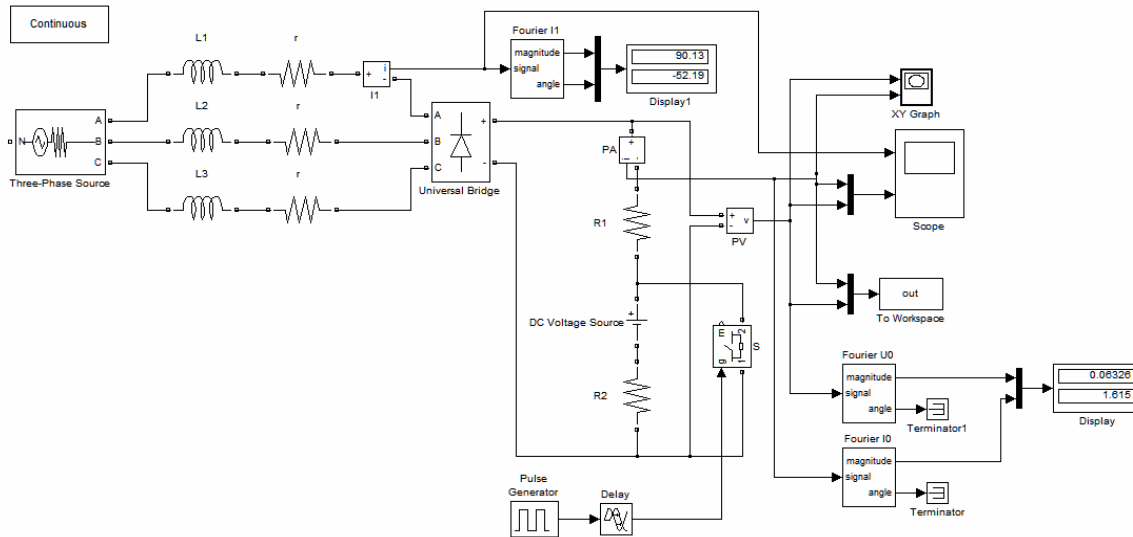 Continuous
L1
r
Fourier I1
magnitude
signal
angle
90.13
-52.19
Display1
i
+
-
I1
XY Graph
L2
r
A
B
C
N
Three-Phase Source
A
B
C
+
-
Universal Bridge
PA
+
-
i
L3
r
R1
+
-
v
PV
Scope
out
To Workspace
DC Voltage Source
+
m
2
g
1
S
R2
Fourier U0
magnitude
signal
angle
Terminator1
0.06326
1.615
Display
Fourier I0
magnitude
signal
angle
Terminator
Pulse
Generator
Delay